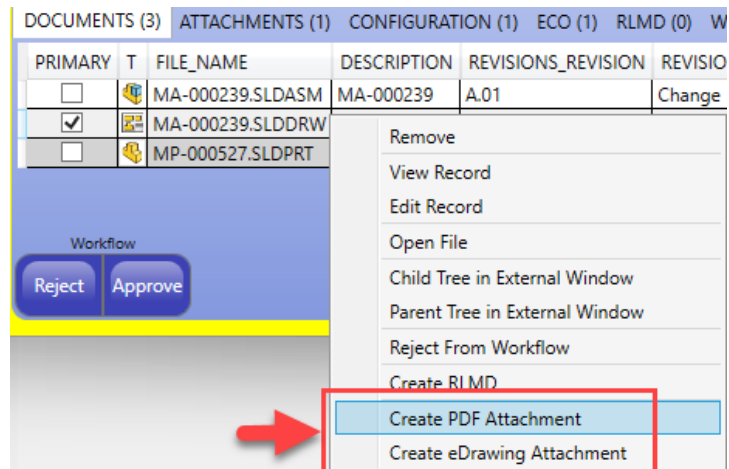 DOCUMENTS (3) ATTACHMENTS (1) CONFIGURATION (1) ECO (1) RLMD (0) W
PRIMARY T FILE_NAME DESCRIPTION REVISIONS_REVISION REVISIO
MA-000239.SLDASM MA-000239 A.01 Change
MA-000239.SLDDRW
MP-000527.SLDPRT
Remove
View Record
Edit Record
Open File
Child Tree in External Window
Parent Tree in External Window
Reject From Workflow
Create RLMD
Create PDF Attachment
Create eDrawing Attachment
Workflow
Reject Approve